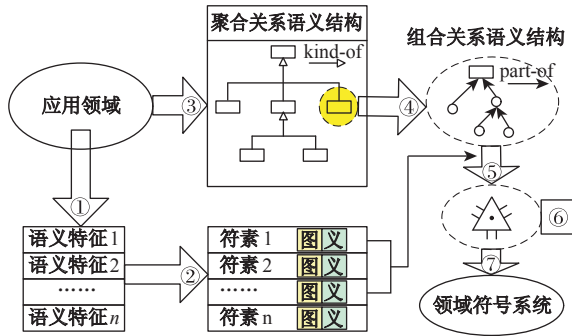 聚合关系语义结构
kind-of
组合关系语义结构
part-of
应用领域
③
④
①
⑤
⑥
语义特征1
语义特征2
……
语义特征n
②
符素 1 图 义
符素 2 图 义
…… 图 义
符素 n 图 义
⑦
领域符号系统